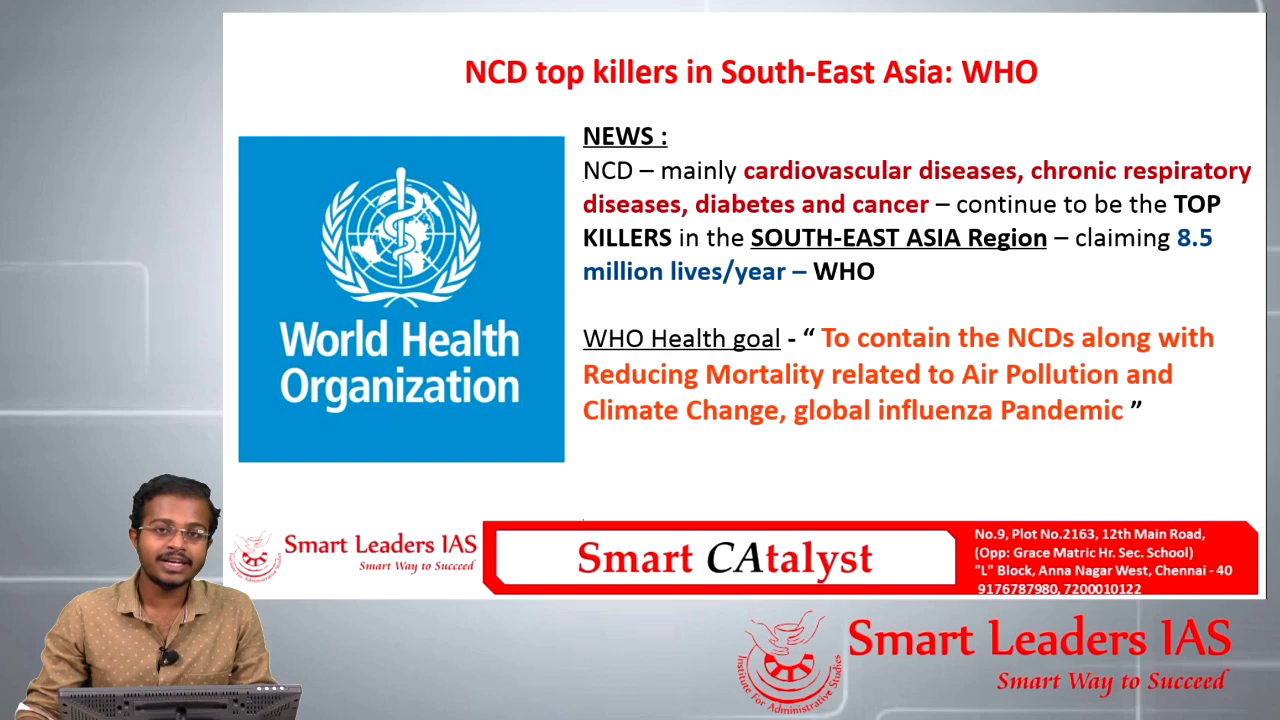 NCD top killers in South-East Asia: WHO
NEWS :
NCD – mainly cardiovascular diseases, chronic respiratory
diseases, diabetes and cancer – continue to be the TOP
KILLERS in the SOUTH-EAST ASIA Region – claiming 8.5
million lives/year – WHO
WHO Health goal - “ To contain the NCDs along with
Reducing Mortality related to Air Pollution and
Climate Change, global influenza Pandemic ”
World Health
Organization
Smart Leaders IAS
Smart Way to Succeed
Smart CAtalyst
No.9, Plot No.2163, 12th Main Road,
(Opp: Grace Matric Hr. Sec. School)
"L" Block, Anna Nagar West, Chennai - 40
9176787980, 7200010122
Institute For Administrative Studies
Smart Leaders IAS
Smart Way to Succeed